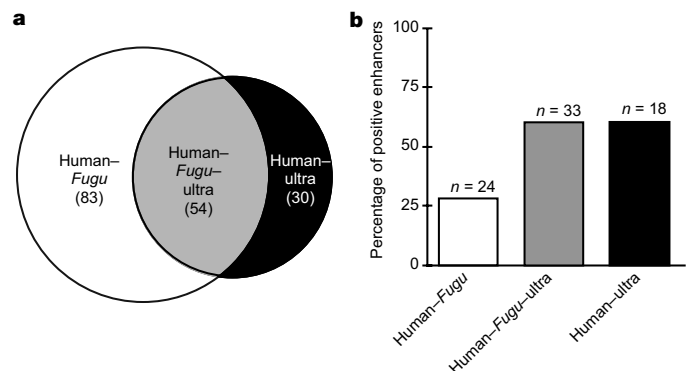 a
Human–
Fugu
(83)
Human–
Fugu–
ultra
(54)
Human–
ultra
(30)
b
Percentage of positive enhancers
100
75
50
25
0
n = 24
n = 33
n = 18
Human–Fugu
Human–Fugu–ultra
Human–ultra